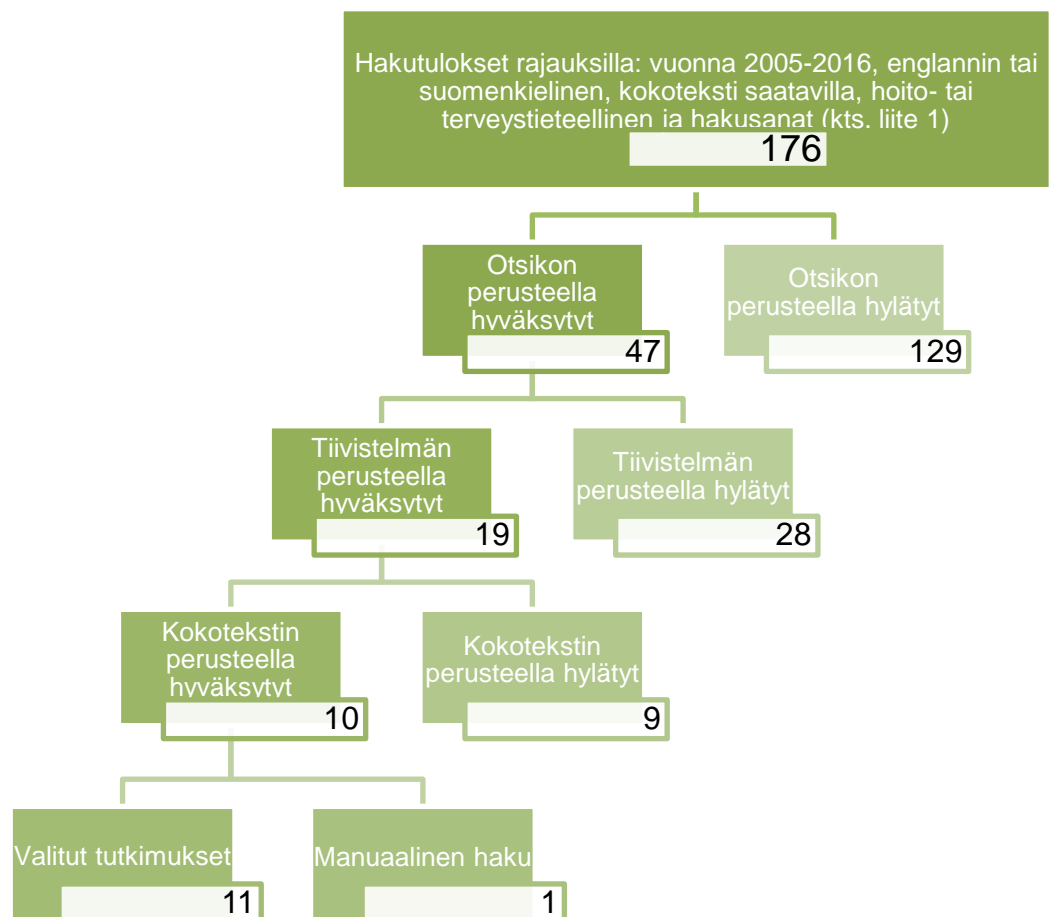 Hakutulokset rajauksilla: vuonna 2005-2016, englannin tai
suomenkielinen, kokoteksti saatavilla, hoito- tai
terveystieteellinen ja hakusanat (kts. liite 1)
176
Otsikon
perusteella
hyväksytyt
47
Otsikon
perusteella hylätyt
129
Tiivistelmän
perusteella
hyväksytyt
19
Tiivistelmän
perusteella hylätyt
28
Kokotekstin
perusteella
hyväksytyt
10
Kokotekstin
perusteella hylätyt
9
Valitut tutkimukset
11
Manuaalinen haku
1